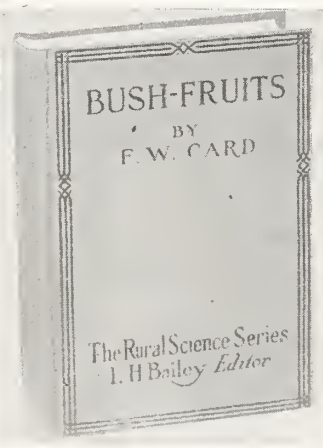 BUSH-FRUITS
BY
F. W. CARD
The Rural Science Series
L. H Bailey Editor